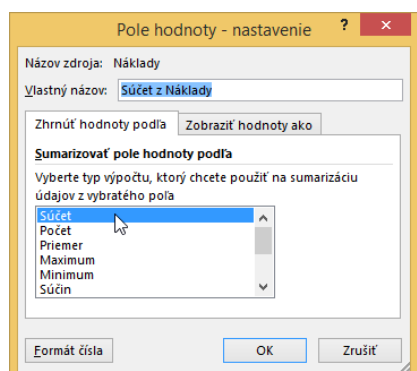 Pole hodnoty - nastavenie ? ×
Názov zdroja: Náklady
Vlastný názov: Súčet z Náklady
Zhrnúť hodnoty podľa Zobraziť hodnoty ako
Sumarizovať pole hodnoty podľa
Vyberte typ výpočtu, ktorý chcete použiť na sumarizáciu
údajov z vybratého poľa
Súčet
Počet
Priemer
Maximum
Minimum
Súčin
Formát čísla OK Zrušiť